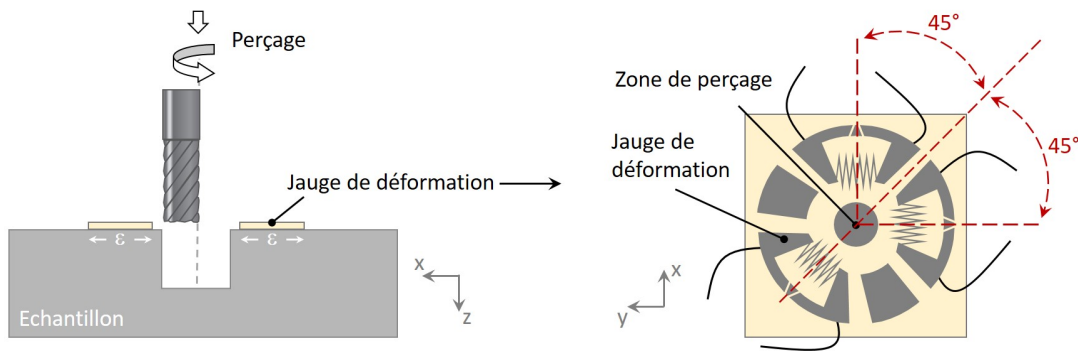 Perçage
Jauge de déformation
ε
ε
x
z
Echantillon
45°
Zone de perçage
Jauge de
déformation
45°
x
y